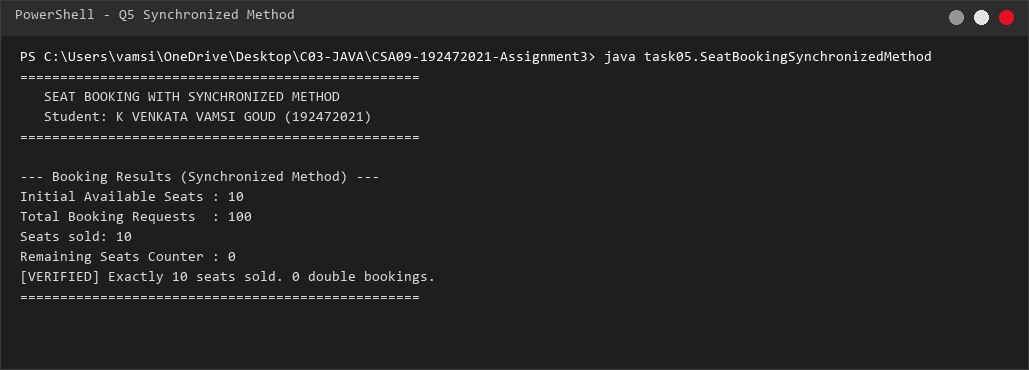 PowerShell - Q5 Synchronized Method
PS C:\Users\vamsi\OneDrive\Desktop\C03-JAVA\CSA09-192472021-Assignment3> java task05.SeatBookingSynchronizedMethod
==================================================
   SEAT BOOKING WITH SYNCHRONIZED METHOD
   Student: K VENKATA VAMSI GOUD (192472021)
==================================================
--- Booking Results (Synchronized Method) ---
Initial Available Seats : 10
Total Booking Requests  : 100
Seats sold: 10
Remaining Seats Counter : 0
[VERIFIED] Exactly 10 seats sold. 0 double bookings.
==================================================